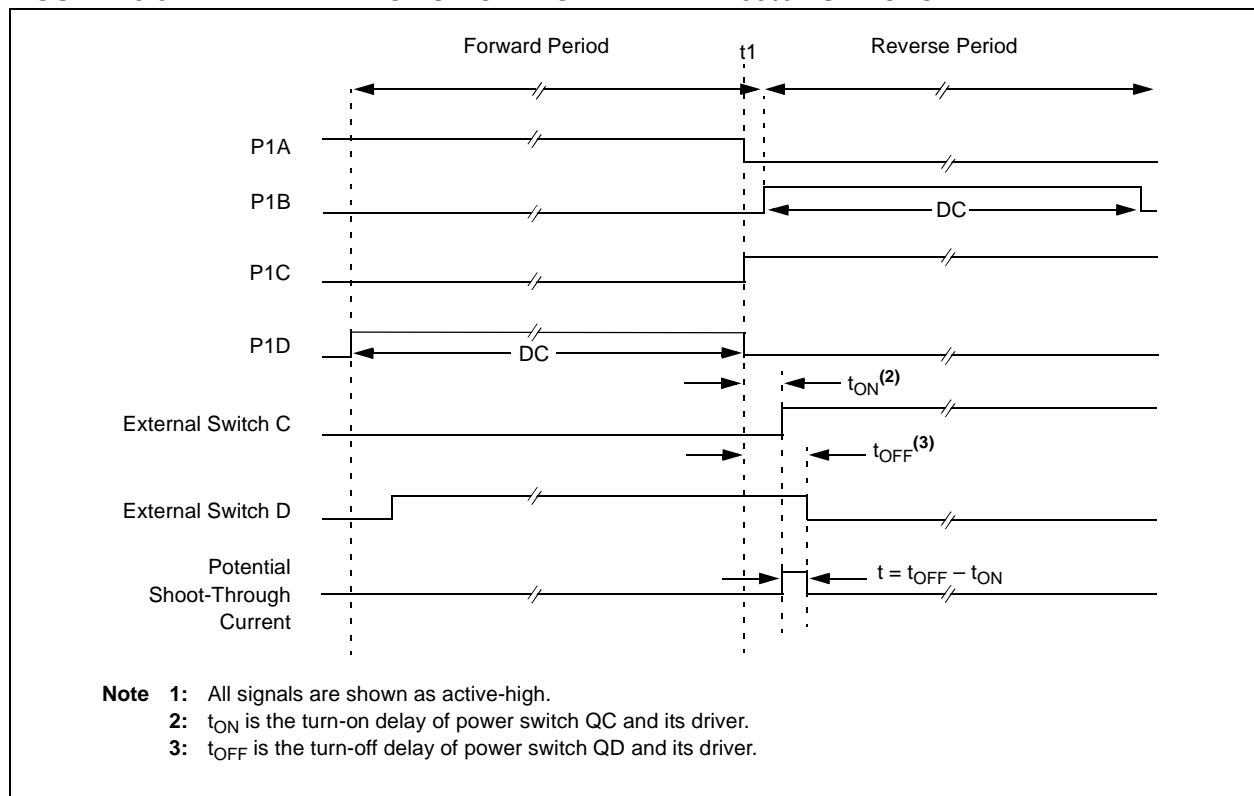 Forward Period
t1
Reverse Period
P1A
P1B
DC
P1C
P1D
DC
tON(2)
External Switch C
tOFF(3)
External Switch D
Potential
Shoot-Through
Current
t = tOFF – tON
Note 1: All signals are shown as active-high.
2: tON is the turn-on delay of power switch QC and its driver.
3: tOFF is the turn-off delay of power switch QD and its driver.